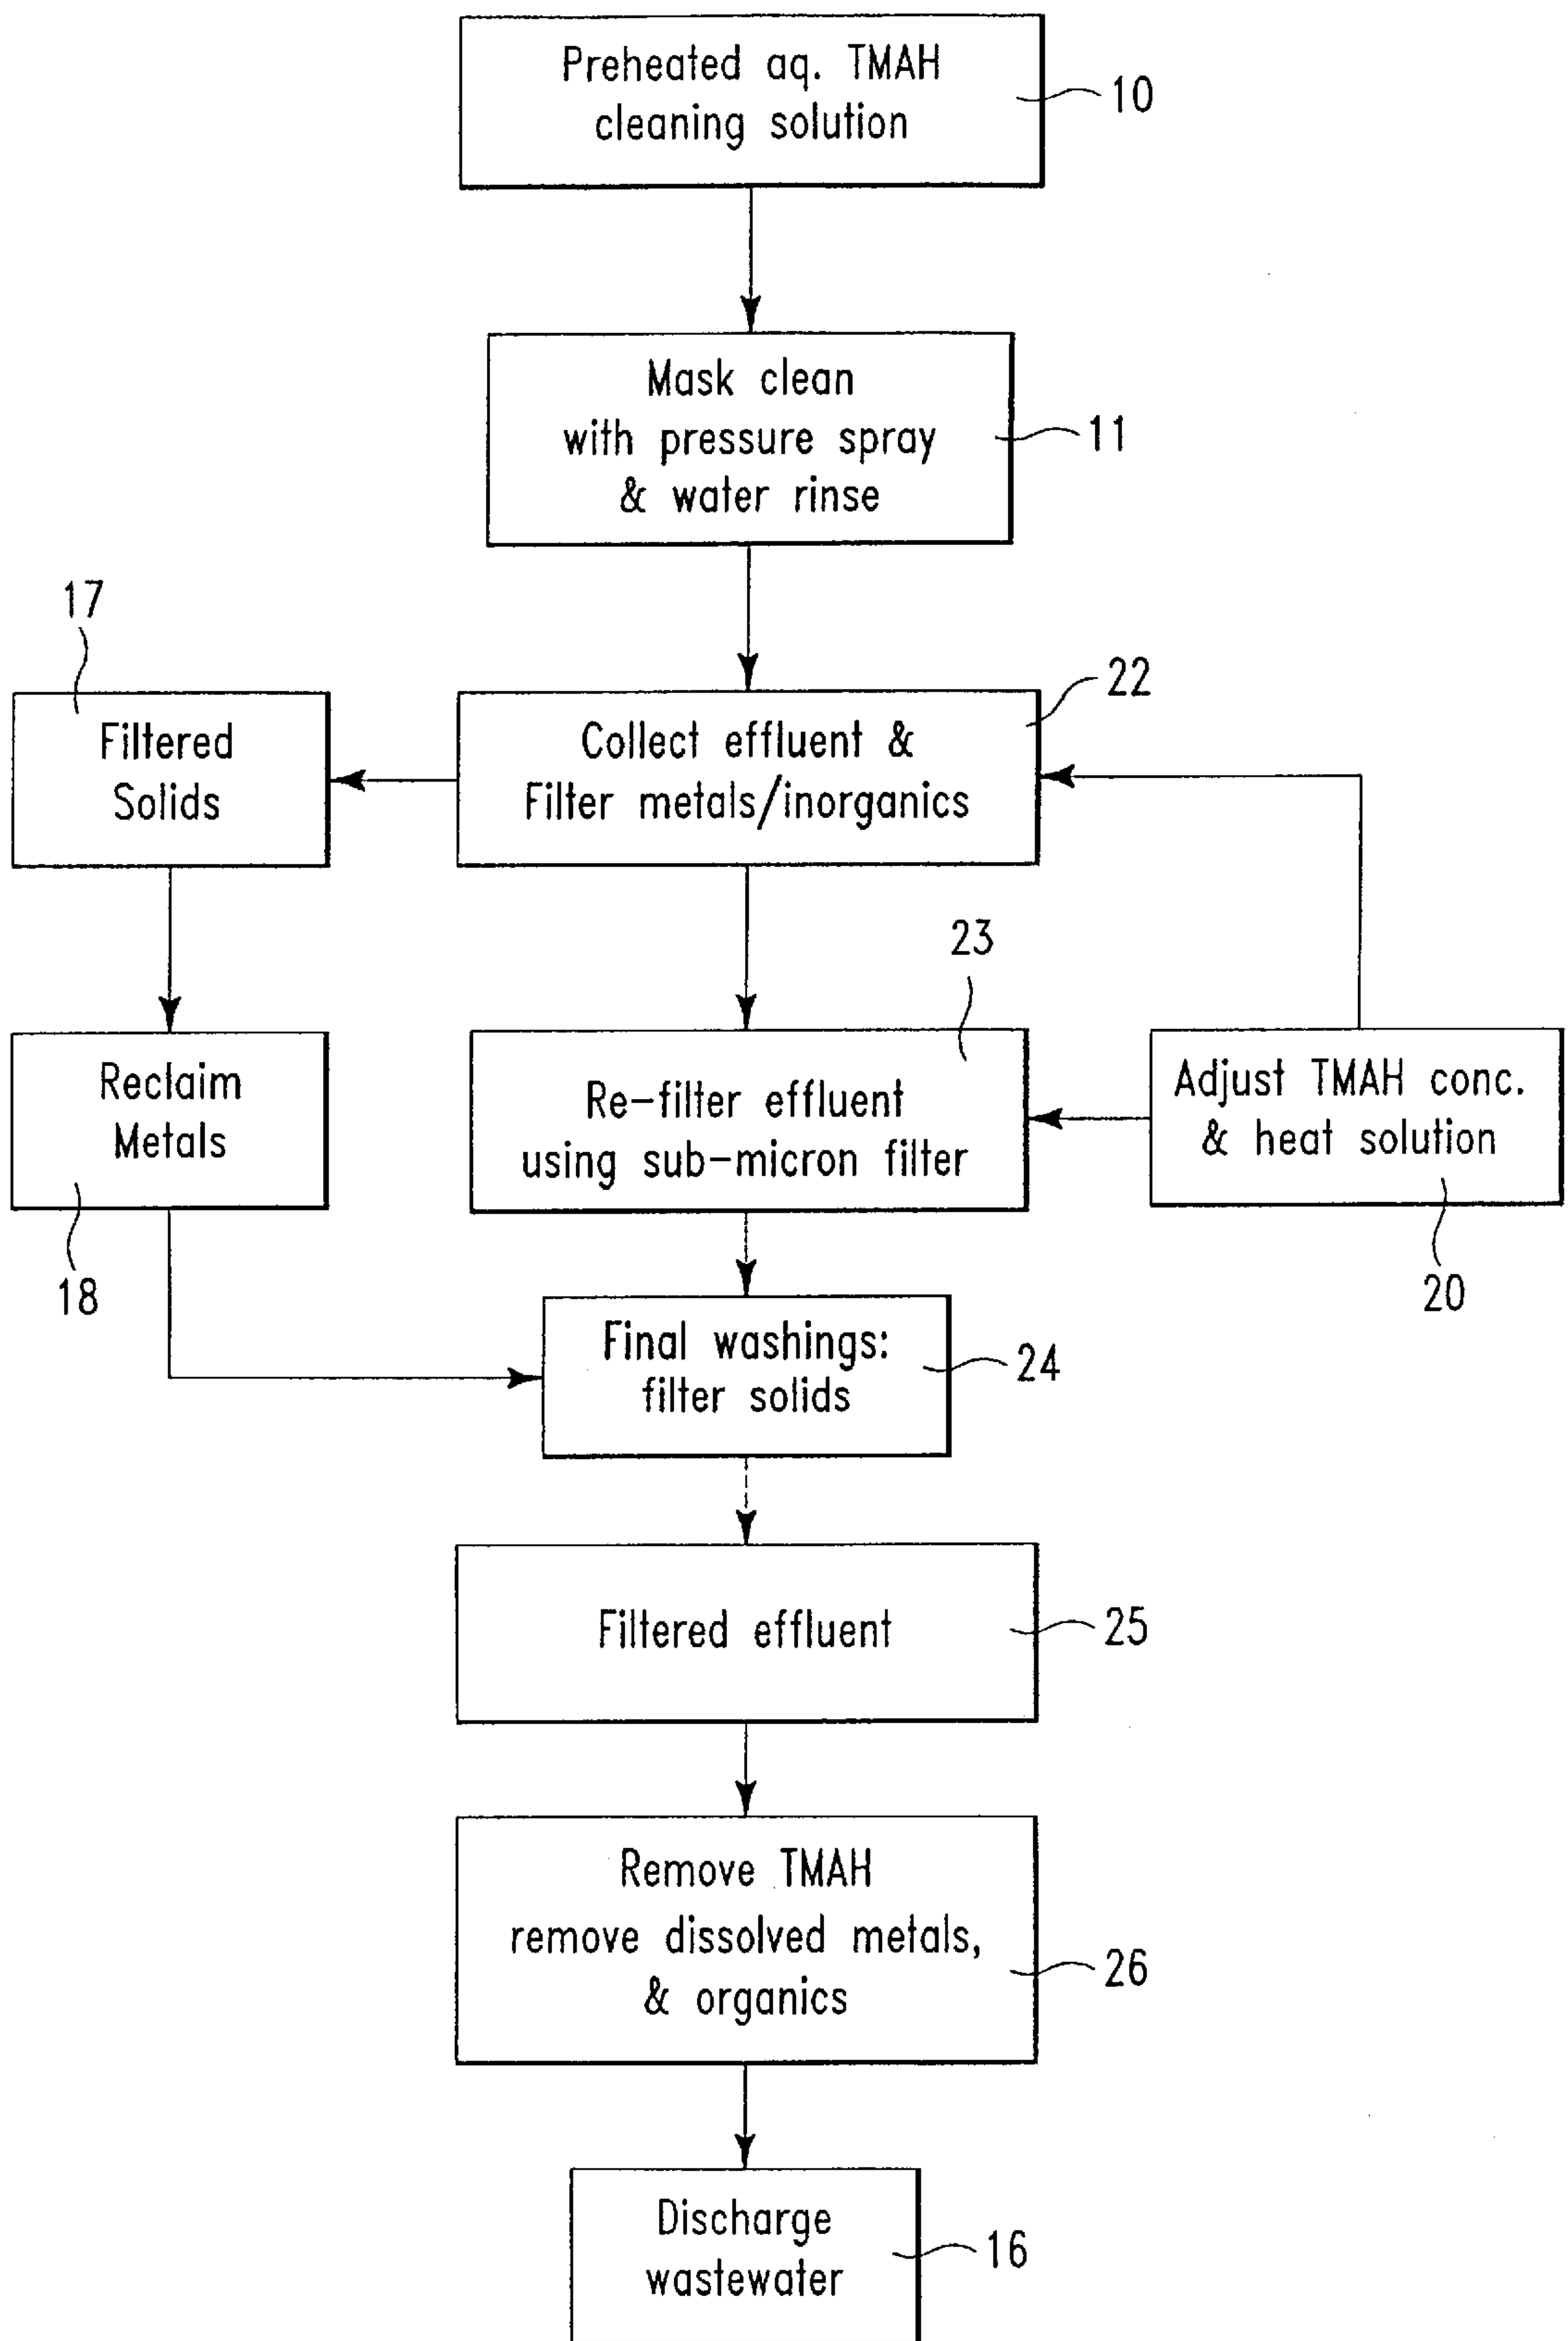 Preheated aq. TMAH
cleaning solution
10
Mask clean
with pressure spray
& water rinse
11
17
Filtered
Solids
Collect effluent &
Filter metals/inorganics
22
Reclaim
Metals
18
23
Re-filter effluent
using sub-micron filter
Adjust TMAH conc.
& heat solution
20
Final washings:
filter solids
24
Filtered effluent
25
Remove TMAH
remove dissolved metals,
& organics
26
Discharge
wastewater
16